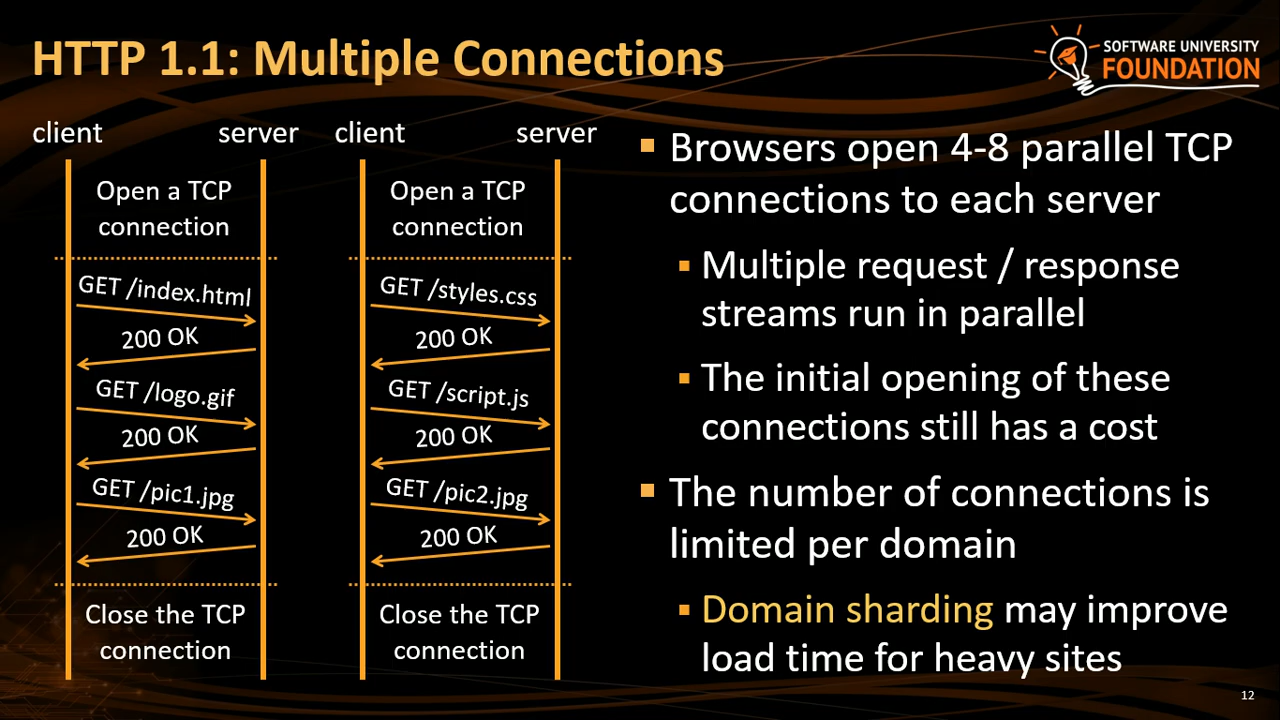 HTTP 1.1: Multiple Connections
SOFTWARE UNIVERSITY
FOUNDATION
client
server
Open a TCP
connection
GET /index.html
200 OK
GET /logo.gif
200 OK
GET /pic1.jpg
200 OK
Close the TCP
connection
client
server
Open a TCP
connection
GET /styles.css
200 OK
GET /script.js
200 OK
GET /pic2.jpg
200 OK
Close the TCP
connection
▪ Browsers open 4-8 parallel TCP
connections to each server
▪ Multiple request / response
streams run in parallel
▪ The initial opening of these
connections still has a cost
▪ The number of connections is
limited per domain
▪ Domain sharding may improve
load time for heavy sites
12